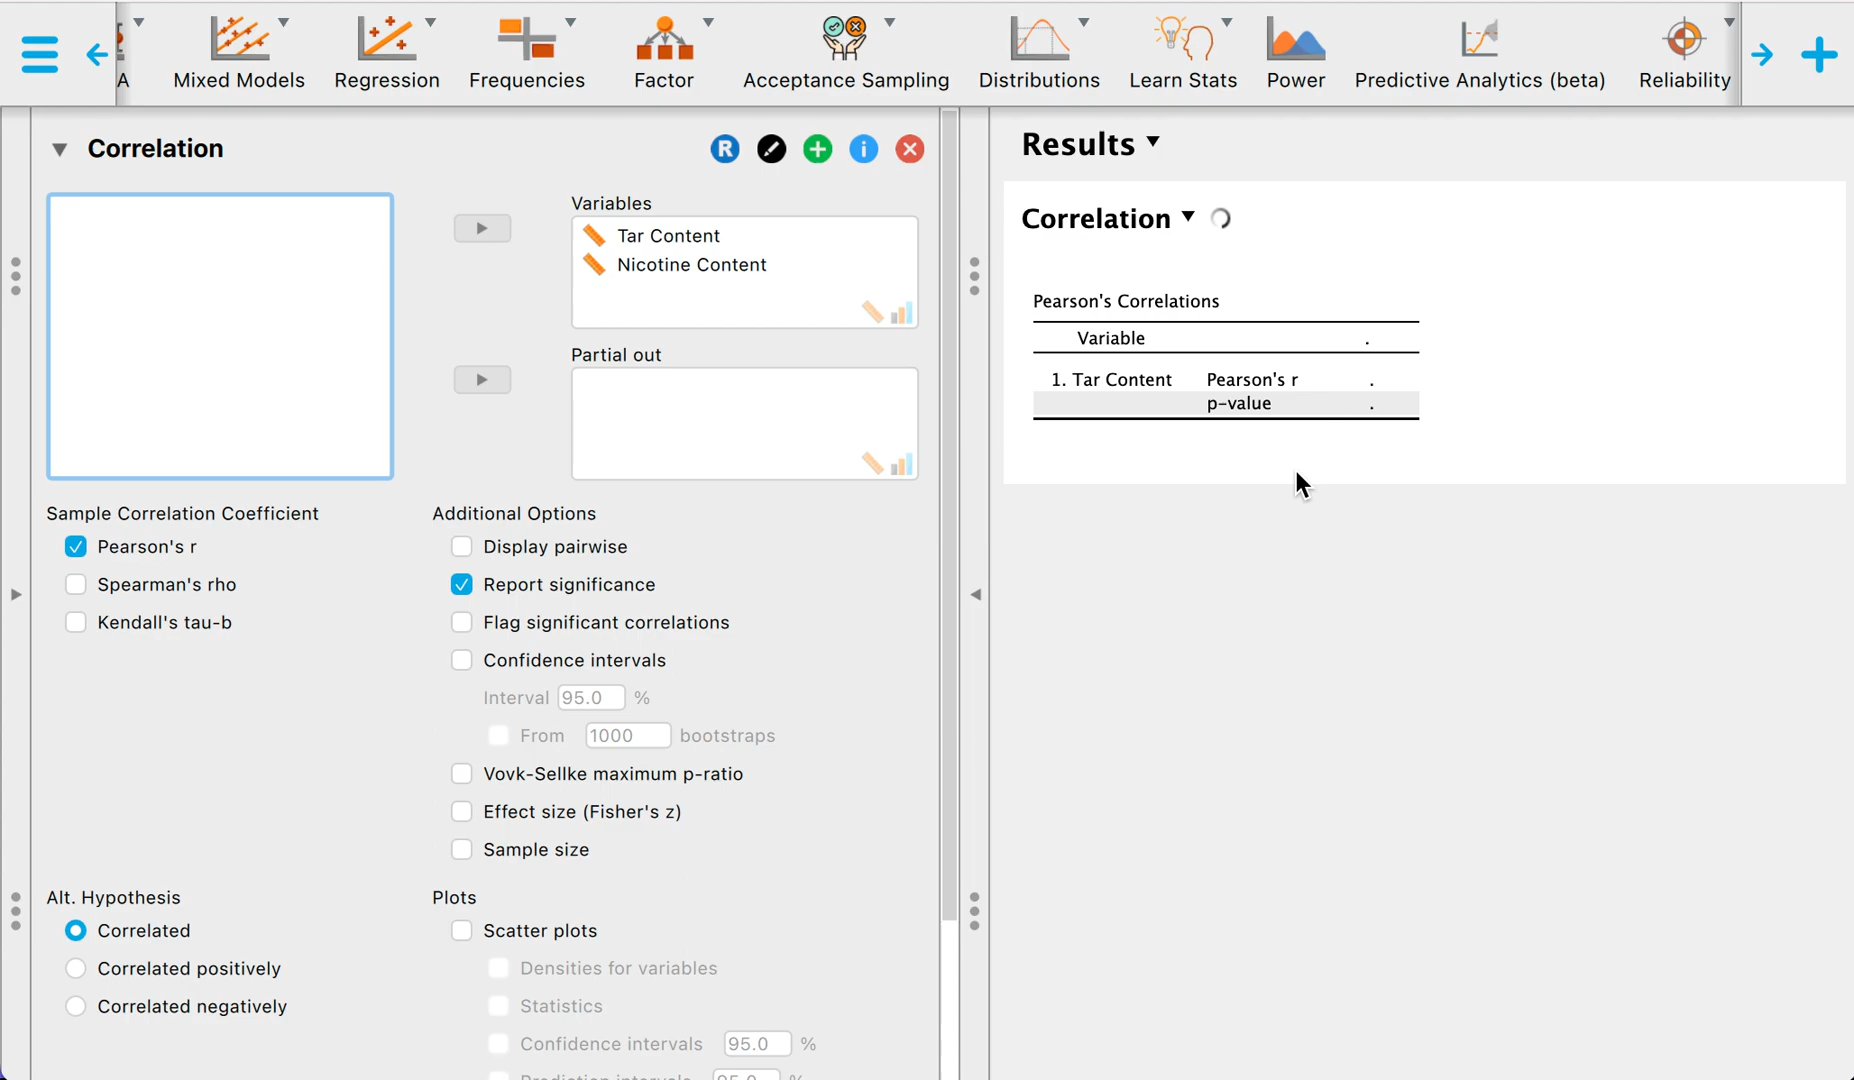 A Mixed Models Regression Frequencies Factor Acceptance Sampling Distributions Learn Stats Power Predictive Analytics (beta) Reliability
Correlation
R
i
Variables
Tar Content
Nicotine Content
Partial out
Sample Correlation Coefficient
Pearson's r
Spearman's rho
Kendall's tau-b
Additional Options
Display pairwise
Report significance
Flag significant correlations
Confidence intervals
Interval 95.0 %
From 1000 bootstraps
Vovk-Sellke maximum p-ratio
Effect size (Fisher's z)
Sample size
Alt. Hypothesis
Correlated
Correlated positively
Correlated negatively
Plots
Scatter plots
Densities for variables
Statistics
Confidence intervals 95.0 %
Prediction intervals 95.0 %
Results
Correlation
Pearson's Correlations
Variable .
1. Tar Content Pearson's r .
p-value .